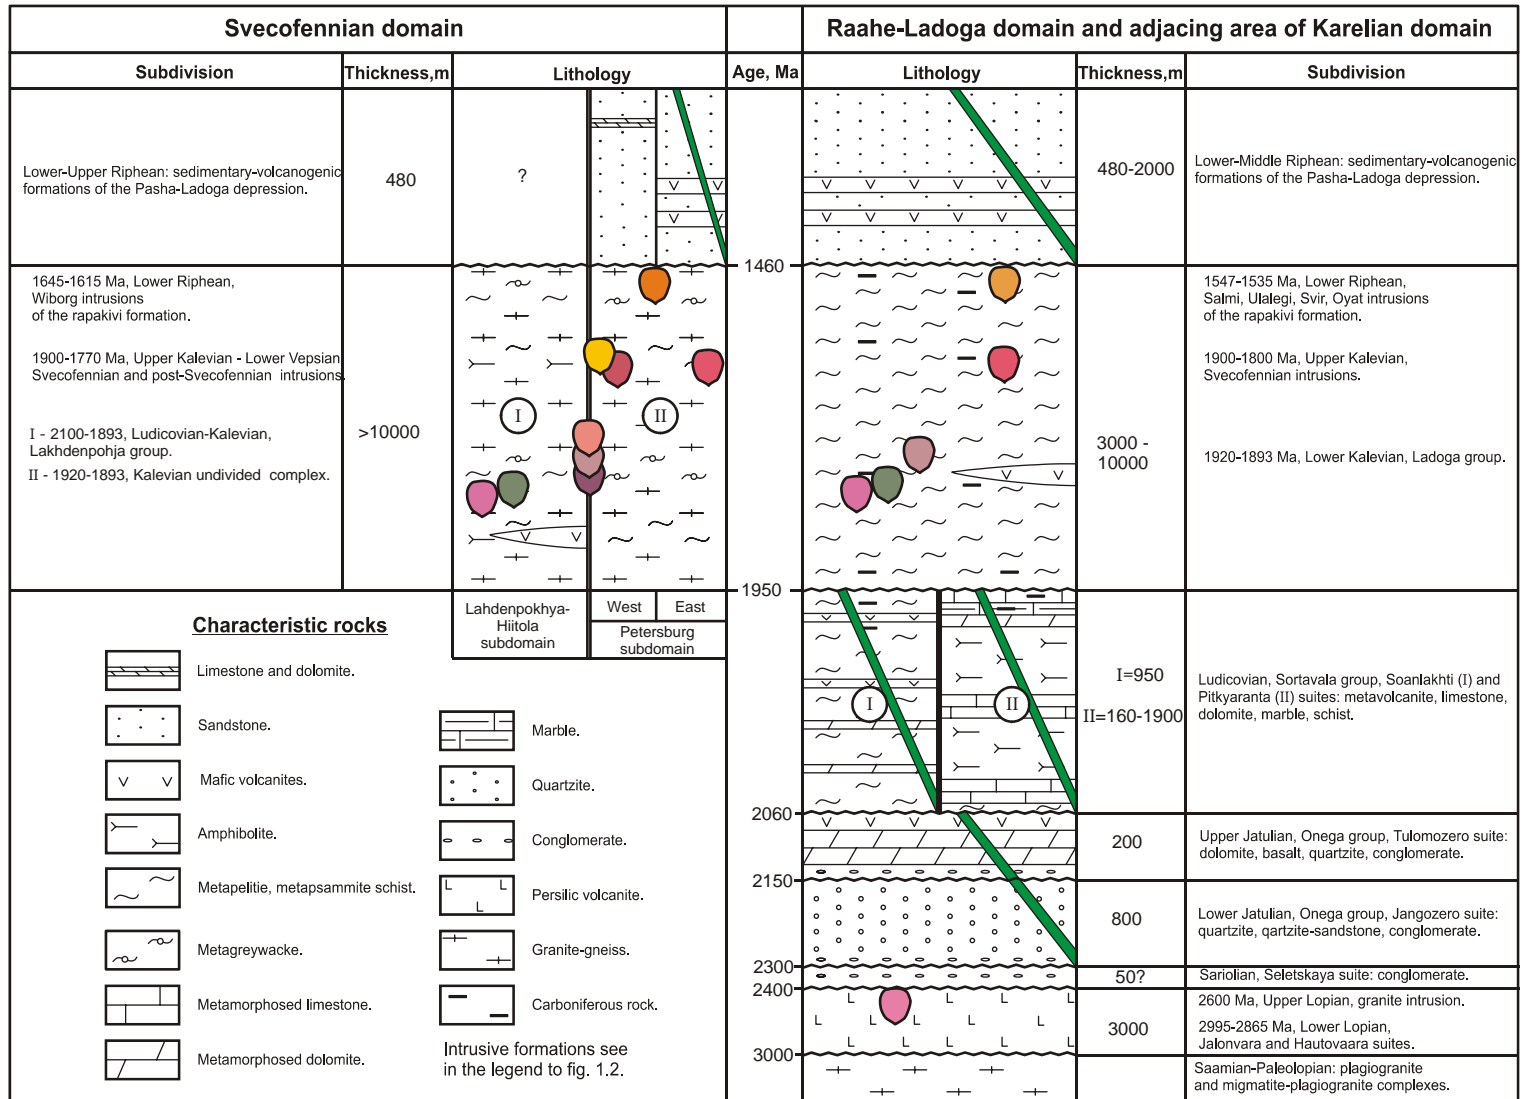 Svecofennian domain
Raahe-Ladoga domain and adjacing area of Karelian domain
Subdivision
Thickness,m
Lithology
Age, Ma
Lithology
Thickness,m
Subdivision
Lower-Upper Riphean: sedimentary-volcanogenic
formations of the Pasha-Ladoga depression.
480
?
480-2000
Lower-Middle Riphean: sedimentary-volcanogenic
formations of the Pasha-Ladoga depression.
1460
1645-1615 Ma, Lower Riphean,
Wiborg intrusions
of the rapakivi formation.
1900-1770 Ma, Upper Kalevian - Lower Vepsian,
Svecofennian and post-Svecofennian intrusions.
I - 2100-1893, Ludicovian-Kalevian,
Lakhdenpohja group.
II - 1920-1893, Kalevian undivided complex.
>10000
I
II
3000 -
10000
1547-1535 Ma, Lower Riphean,
Salmi, Ulalegi, Svir, Oyat intrusions
of the rapakivi formation.
1900-1800 Ma, Upper Kalevian,
Svecofennian intrusions.
1920-1893 Ma, Lower Kalevian, Ladoga group.
1950
Lahdenpokhya-
Hiitola
subdomain
West
East
Petersburg
subdomain
I
II
I=950
II=160-1900
Ludicovian, Sortavala group, Soanlakhti (I) and
Pitkyaranta (II) suites: metavolcanite, limestone,
dolomite, marble, schist.
2060
200
Upper Jatulian, Onega group, Tulomozero suite:
dolomite, basalt, quartzite, conglomerate.
2150
800
Lower Jatulian, Onega group, Jangozero suite:
quartzite, qartzite-sandstone, conglomerate.
2300
50?
Sariolian, Seletskaya suite: conglomerate.
2400
3000
2600 Ma, Upper Lopian, granite intrusion.
2995-2865 Ma, Lower Lopian,
Jalonvara and Hautovaara suites.
3000
Saamian-Paleolopian: plagiogranite
and migmatite-plagiogranite complexes.
Characteristic rocks
Limestone and dolomite.
Sandstone.
Mafic volcanites.
Amphibolite.
Metapelitie, metapsammite schist.
Metagreywacke.
Metamorphosed limestone.
Metamorphosed dolomite.
Marble.
Quartzite.
Conglomerate.
Persilic volcanite.
Granite-gneiss.
Carboniferous rock.
Intrusive formations see
in the legend to fig. 1.2.